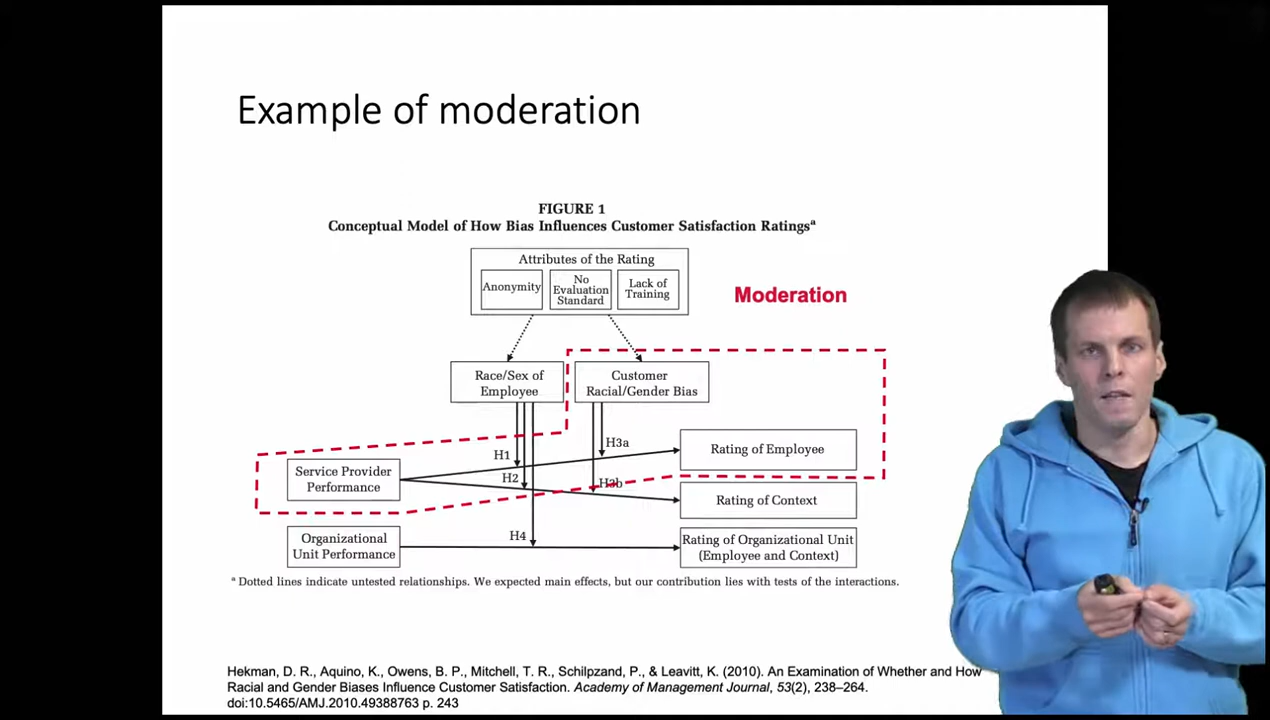 Example of moderation
FIGURE 1
Conceptual Model of How Bias Influences Customer Satisfaction Ratingsᵃ
Attributes of the Rating
Anonymity
No
Evaluation
Standard
Lack of
Training
Moderation
Race/Sex of
Employee
Customer
Racial/Gender Bias
H1
H2
H3a
H3b
H4
Service Provider
Performance
Rating of Employee
Rating of Context
Organizational
Unit Performance
Rating of Organizational Unit
(Employee and Context)
ᵃ Dotted lines indicate untested relationships. We expected main effects, but our contribution lies with tests of the interactions.
Hekman, D. R., Aquino, K., Owens, B. P., Mitchell, T. R., Schilpzand, P., & Leavitt, K. (2010). An Examination of Whether and How
Racial and Gender Biases Influence Customer Satisfaction. Academy of Management Journal, 53(2), 238–264.
doi:10.5465/AMJ.2010.49388763 p. 243